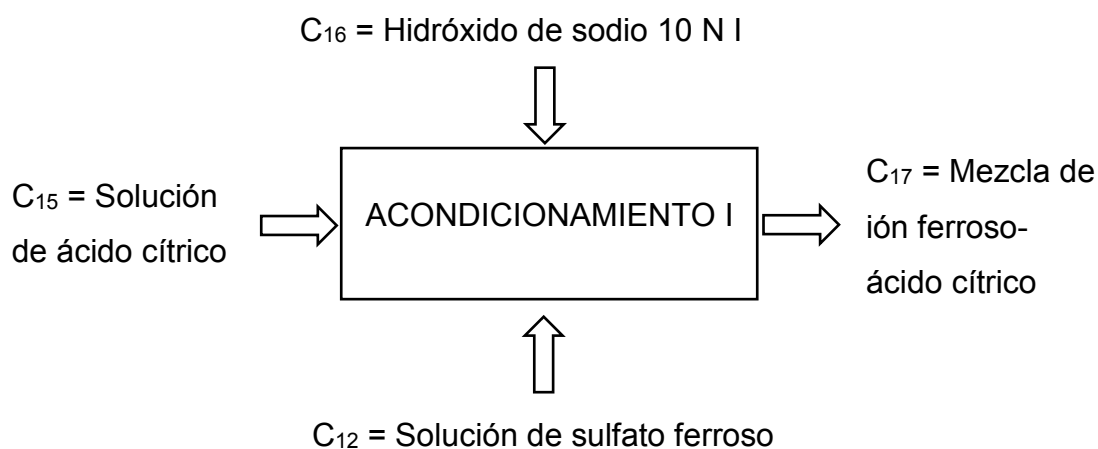 C₁₆ = Hidróxido de sodio 10 N I
C₁₅ = Solución
de ácido cítrico
ACONDICIONAMIENTO I
C₁₇ = Mezcla de
ión ferroso-
ácido cítrico
C₁₂ = Solución de sulfato ferroso